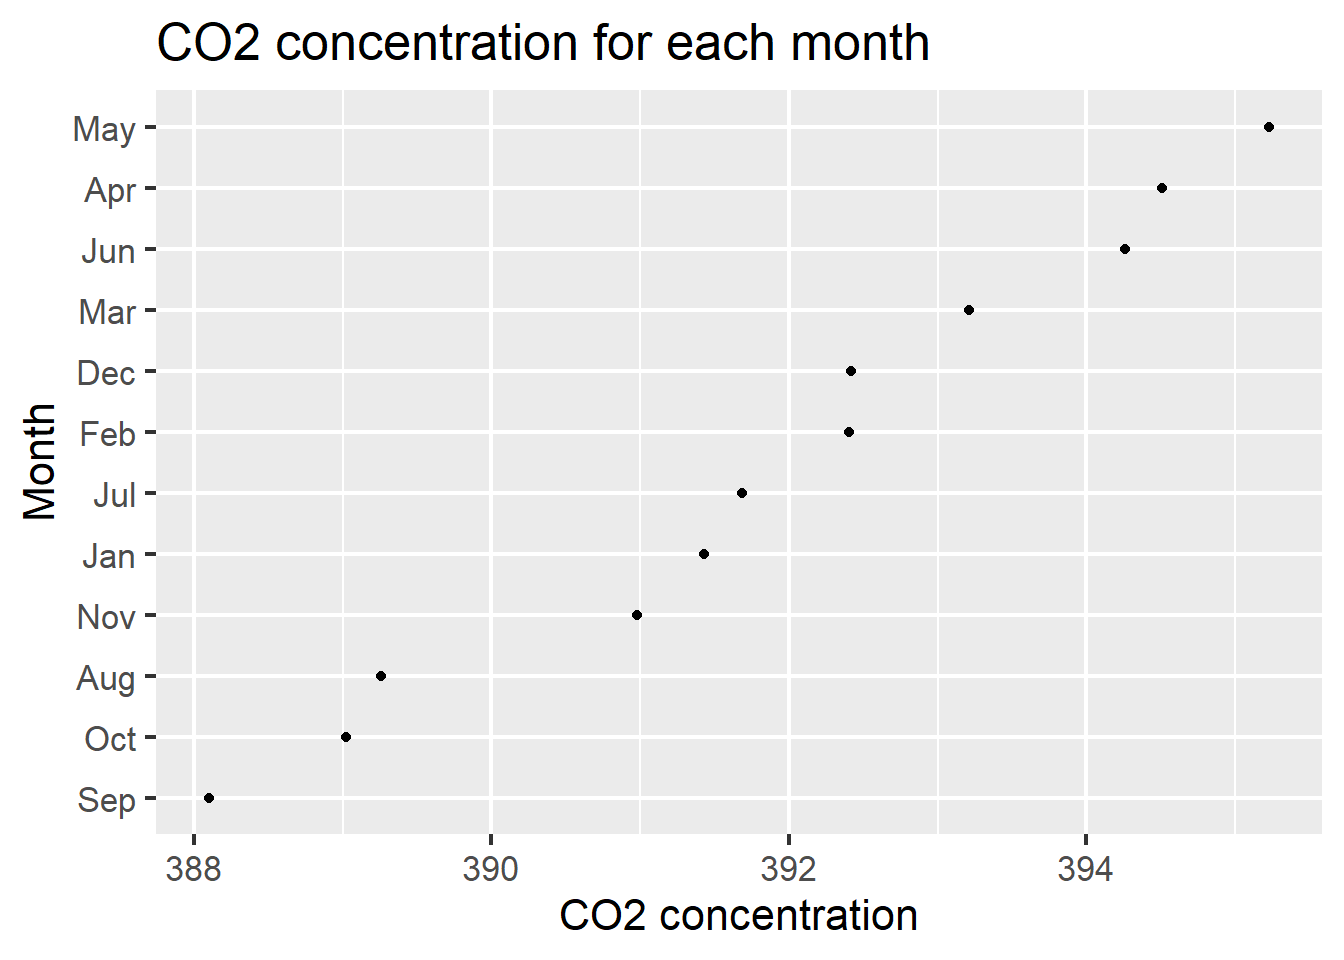 CO2 concentration for each month
May
Apr
Jun
Mar
Dec
Feb
Jul
Jan
Nov
Aug
Oct
Sep
Month
388 390 392 394
CO2 concentration